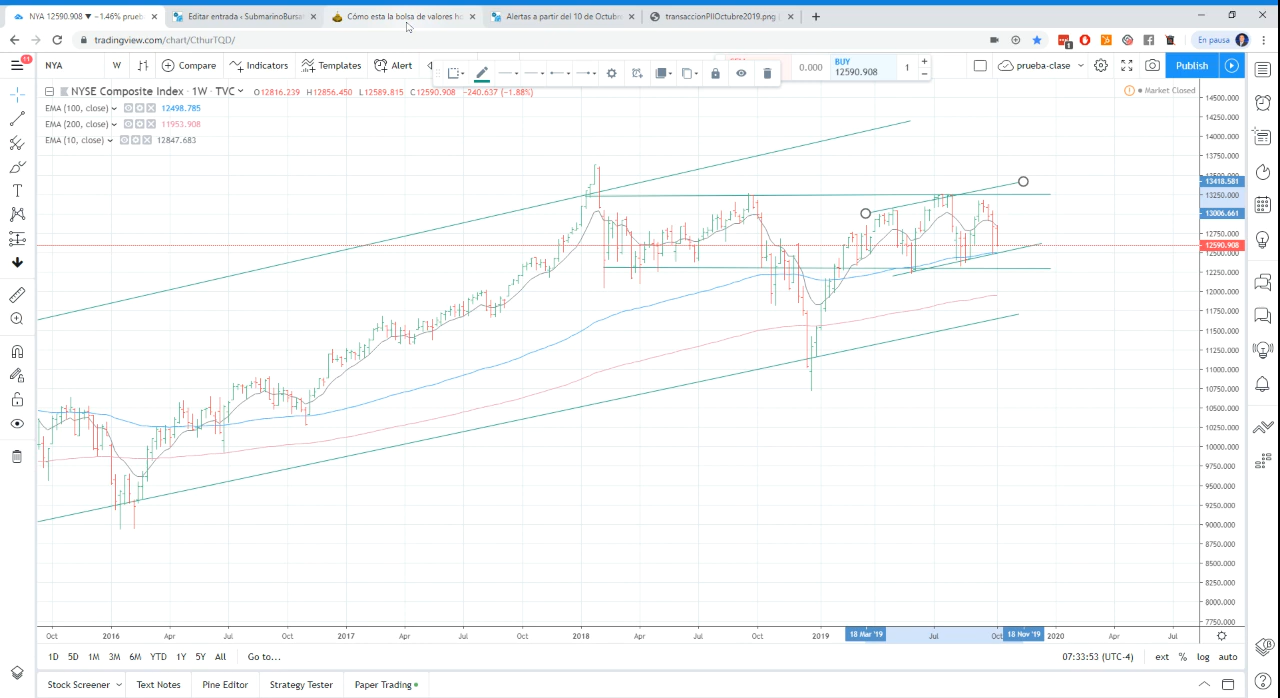 NYA 12590.908 ▼ −1.46% prueb
Editar entrada ‹ SubmarinoBursat
Cómo esta la bolsa de valores ho
Alertas a partir del 10 de Octubr
transaccionPIIOctubre2019.png (
tradingview.com/chart/CthurTQD/
1
En pausa
11
NYA
W
Compare
Indicators
Templates
Alert
0.000
BUY
12590.908
1
prueba-clase
Publish
NYSE Composite Index · 1W · TVC
O12816.239 H12856.450 L12589.815 C12590.908 −240.637 (−1.88%)
Market Closed
EMA (100, close) 12498.785
EMA (200, close) 11953.908
EMA (10, close) 12847.683
14500.000
14250.000
14000.000
13750.000
13418.581
13250.000
13006.661
12750.000
12590.908
12500.000
12250.000
12000.000
11750.000
11500.000
11250.000
11000.000
10750.000
10500.000
10250.000
10000.000
9750.000
9500.000
9250.000
9000.000
8750.000
8500.000
8250.000
8000.000
7750.000
Oct 2016 Apr Jul Oct 2017 Apr Jul Oct 2018 Apr Jul Oct 2019 18 Mar '19 Jul Oct 18 Nov '19 2020 Apr Jul
1D 5D 1M 3M 6M YTD 1Y 5Y All Go to...
07:33:53 (UTC-4) ext % log auto
Stock Screener Text Notes Pine Editor Strategy Tester Paper Trading